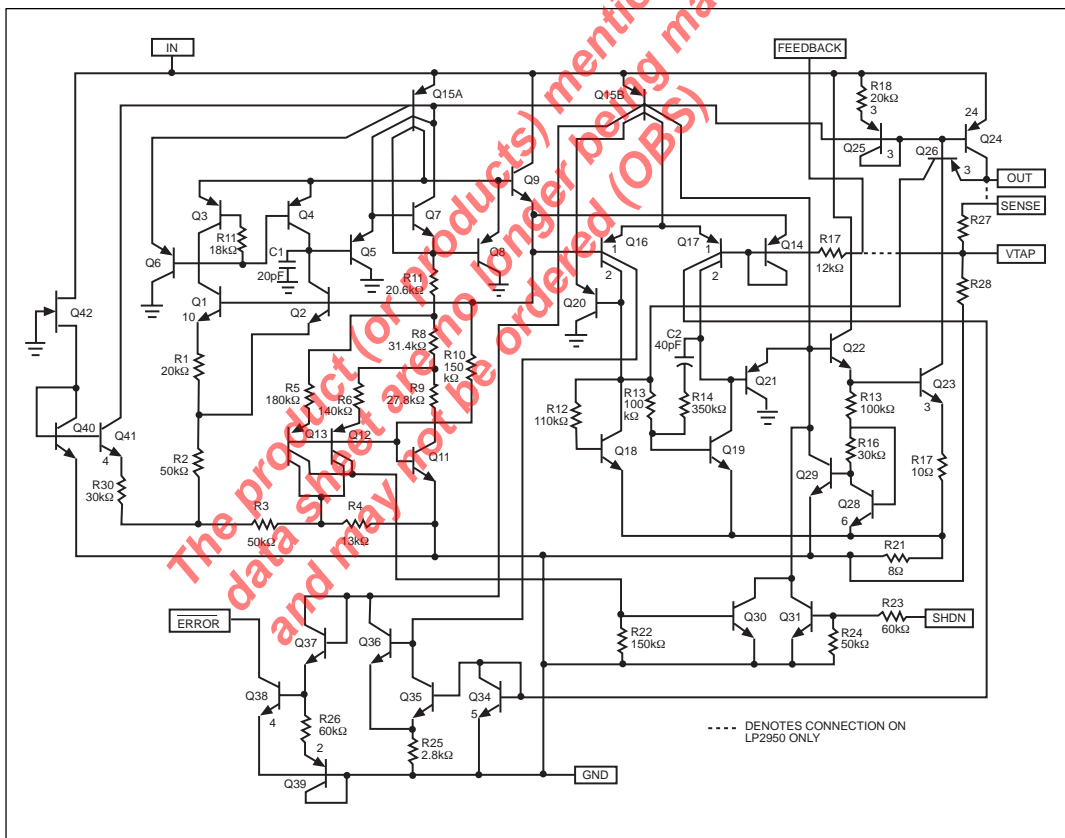 IN
FEEDBACK
R18
20kΩ
3
24
Q15A
Q15B
Q24
Q25
3
Q26
3
OUT
SENSE
Q9
Q3
Q4
R11
18kΩ
Q7
Q6
C1
20pF
Q5
Q8
Q16
1
2
Q17
1
2
Q14
R17
12kΩ
R27
VTAP
R28
R11
20.6kΩ
Q1
10
Q2
Q20
Q42
R1
20kΩ
R8
31.4kΩ
R10
150
kΩ
C2
40pF
Q22
Q21
Q23
3
R5
180kΩ
R6
140kΩ
R9
27.8kΩ
R12
110kΩ
R13
100
kΩ
R14
350kΩ
R13
100kΩ
R16
30kΩ
R17
10Ω
Q40
Q41
4
Q13
Q12
Q11
Q18
Q19
R2
50kΩ
R30
30kΩ
Q29
Q28
6
R3
50kΩ
R4
13kΩ
R21
8Ω
ERROR
Q37
Q36
Q30
Q31
R23
60kΩ
SHDN
R22
150kΩ
R24
50kΩ
Q38
4
Q35
Q34
5
R26
60kΩ
2
R25
2.8kΩ
Q39
GND
DENOTES CONNECTION ON
LP2950 ONLY
The product (or products) mentio
data sheet are no longer being ma
and may not be ordered (OBS)